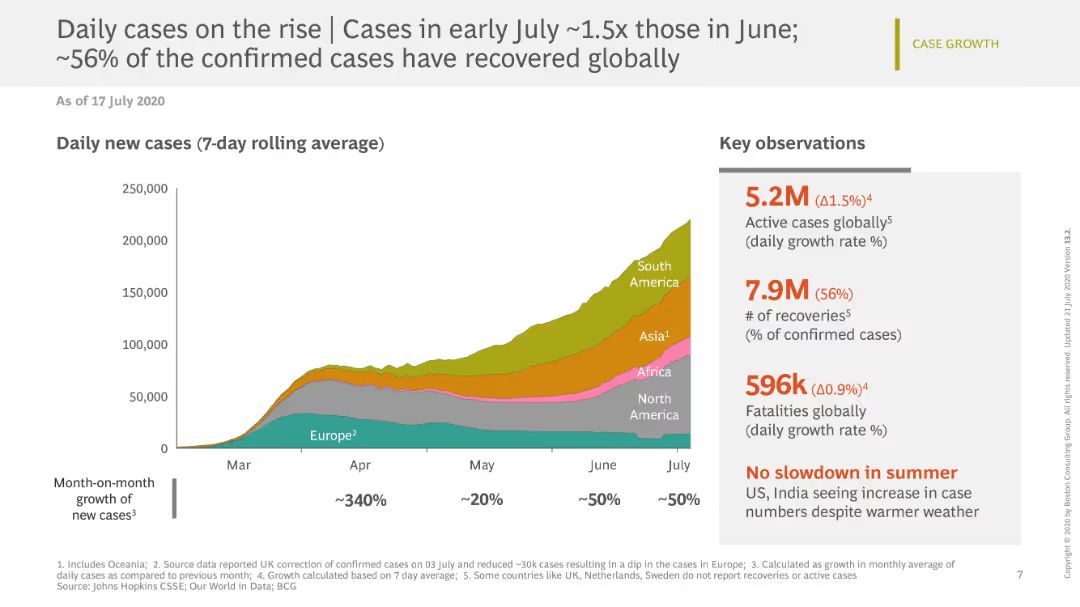 Daily cases on the rise | Cases in early July ~1.5x those in June;
~56% of the confirmed cases have recovered globally
CASE GROWTH
As of 17 July 2020
Daily new cases (7-day rolling average)
250,000
200,000
150,000
100,000
50,000
0
South
America
Asia¹
Africa
North
America
Europe²
Mar
Apr
May
June
July
Month-on-month
growth of
new cases³
~340%
~20%
~50%
~50%
Key observations
5.2M (Δ1.5%)⁴
Active cases globally⁵
(daily growth rate %)
7.9M (56%)
# of recoveries⁵
(% of confirmed cases)
596k (Δ0.9%)⁴
Fatalities globally
(daily growth rate %)
No slowdown in summer
US, India seeing increase in case
numbers despite warmer weather
1. Includes Oceania; 2. Source data reported UK correction of confirmed cases on 03 July and reduced ~30k cases resulting in a dip in the cases in Europe; 3. Calculated as growth in monthly average of
daily cases as compared to previous month; 4. Growth calculated based on 7 day average; 5. Some countries like UK, Netherlands, Sweden do not report recoveries or active cases
Source: Johns Hopkins CSSE; Our World in Data; BCG
7
Copyright © 2020 by Boston Consulting Group. All rights reserved. Updated 21 July 2020 Version 13.2.